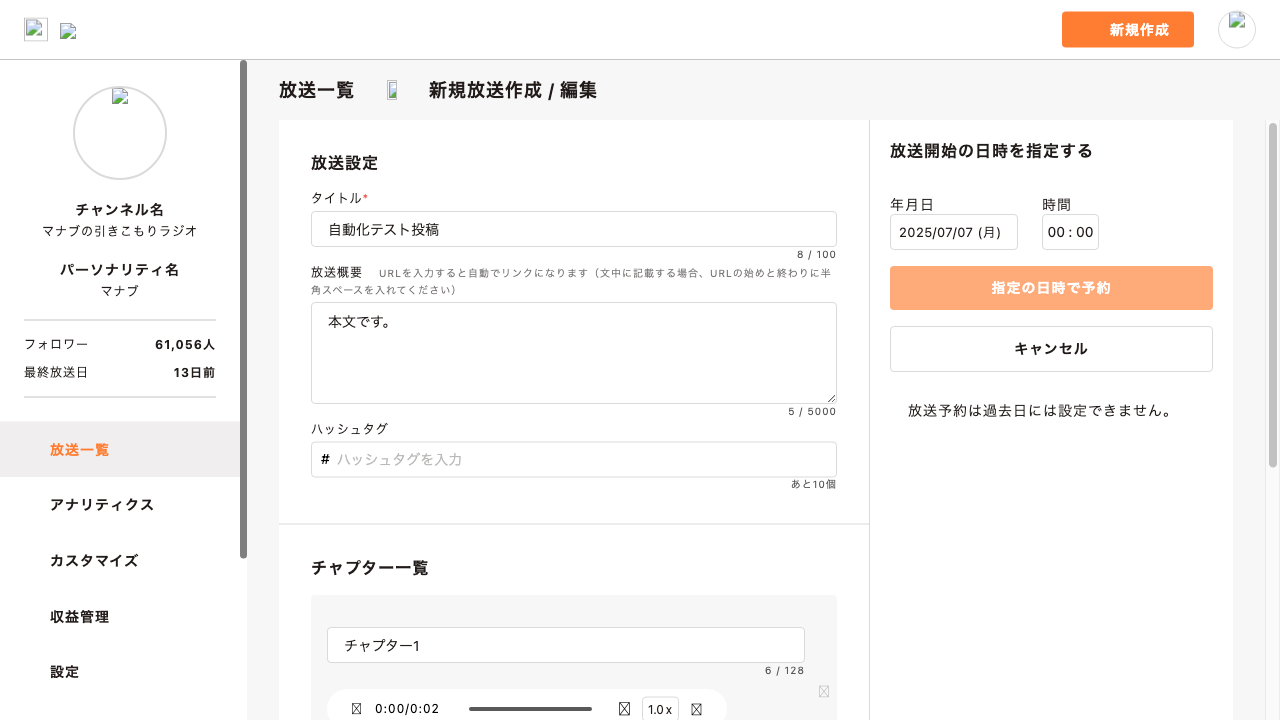 新規作成
チャンネル名
マナブの引きこもりラジオ
パーソナリティ名
マナブ
フォロワー 61,056人
最終放送日 13日前
放送一覧
アナリティクス
カスタマイズ
収益管理
設定
放送一覧 新規放送作成 / 編集
放送設定
タイトル*
自動化テスト投稿
8 / 100
放送概要 URLを入力すると自動でリンクになります（文中に記載する場合、URLの始めと終わりに半
角スペースを入れてください）
本文です。
5 / 5000
ハッシュタグ
# ハッシュタグを入力
あと10個
チャプター一覧
チャプター1
6 / 128
0:00/0:02
1.0x
放送開始の日時を指定する
年月日 時間
2025/07/07 (月) 00 : 00
指定の日時で予約
キャンセル
放送予約は過去日には設定できません。